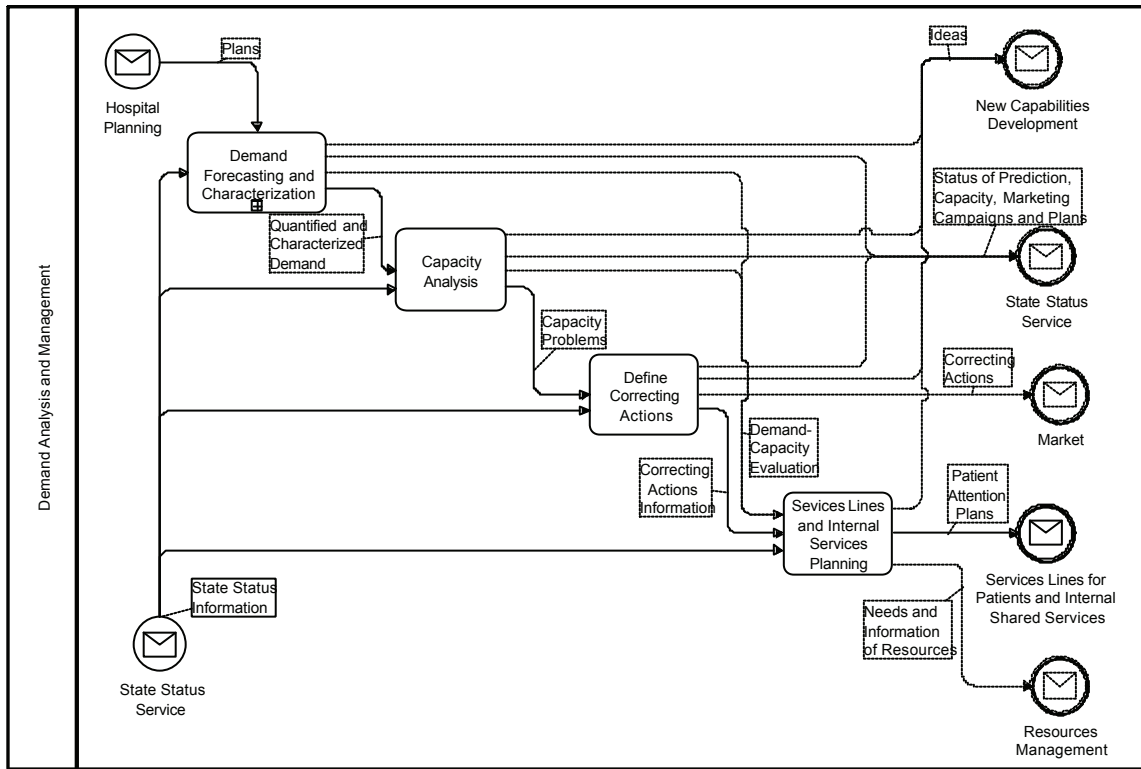 Demand Analysis and Management
Plans
Hospital
Planning
Ideas
New Capabilities
Development
Demand
Forecasting and
Characterization
Quantified and
Characterized
Demand
Status of Prediction,
Capacity, Marketing
Campaigns and Plans
State Status
Service
Capacity
Analysis
Capacity
Problems
Define
Correcting
Actions
Correcting
Actions
Market
Demand-
Capacity
Evaluation
Correcting
Actions
Information
Sevices Lines
and Internal
Services
Planning
Patient
Attention
Plans
Services Lines for
Patients and Internal
Shared Services
State Status
Information
State Status
Service
Needs and
Information
of Resources
Resources
Management